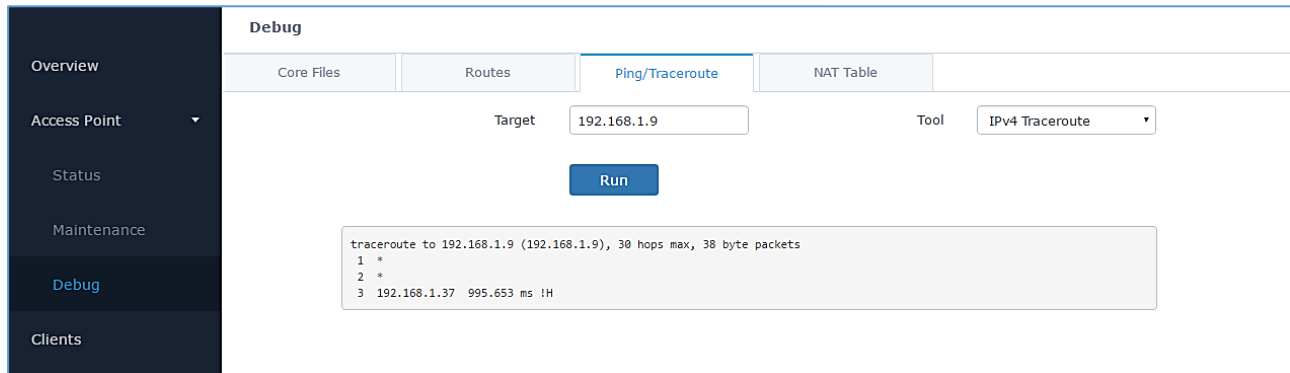 Debug
Overview
Core Files Routes Ping/Traceroute NAT Table
Access Point
Target 192.168.1.9 Tool IPv4 Traceroute
Status
Run
Maintenance
traceroute to 192.168.1.9 (192.168.1.9), 30 hops max, 38 byte packets
1 *
2 *
3 192.168.1.37 995.653 ms !H
Debug
Clients